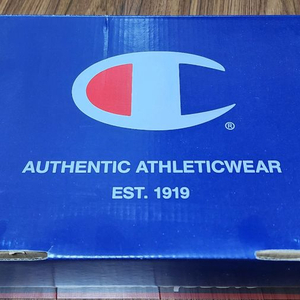 ®
AUTHENTIC ATHLETICWEAR
EST. 1919